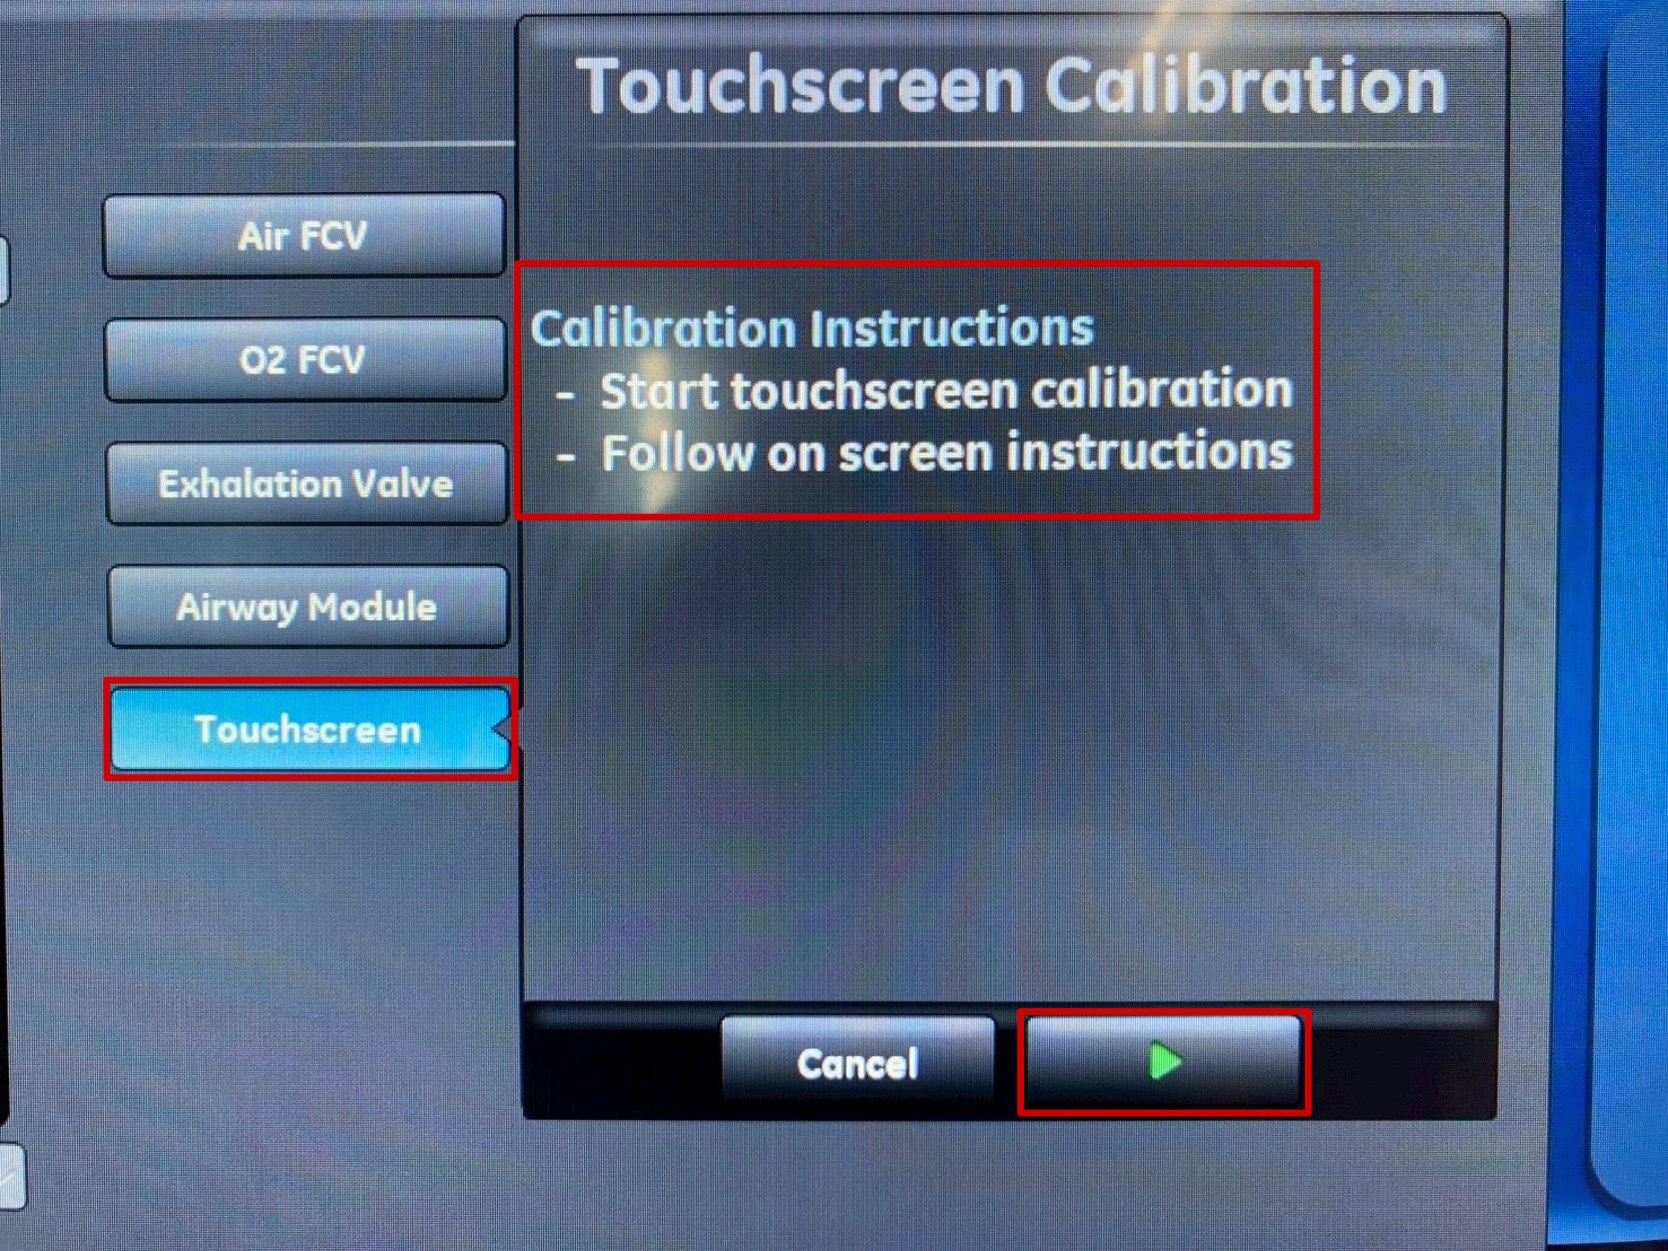 Touchscreen Calibration
Air FCV
O2 FCV
Exhalation Valve
Airway Module
Touchscreen
Calibration Instructions
- Start touchscreen calibration
- Follow on screen instructions
Cancel